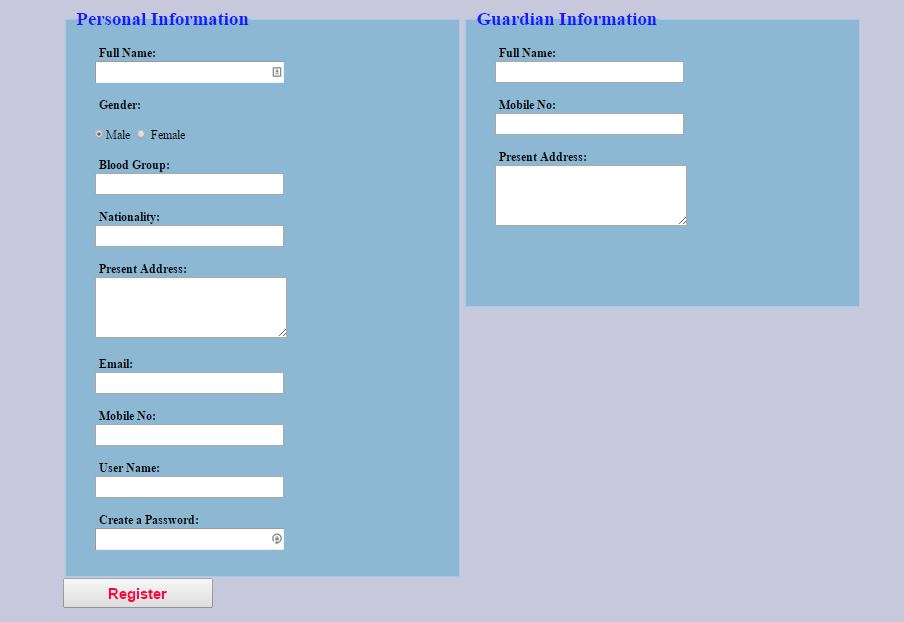 Personal Information
Full Name:
Gender:
Male Female
Blood Group:
Nationality:
Present Address:
Email:
Mobile No:
User Name:
Create a Password:
Register
Guardian Information
Full Name:
Mobile No:
Present Address: